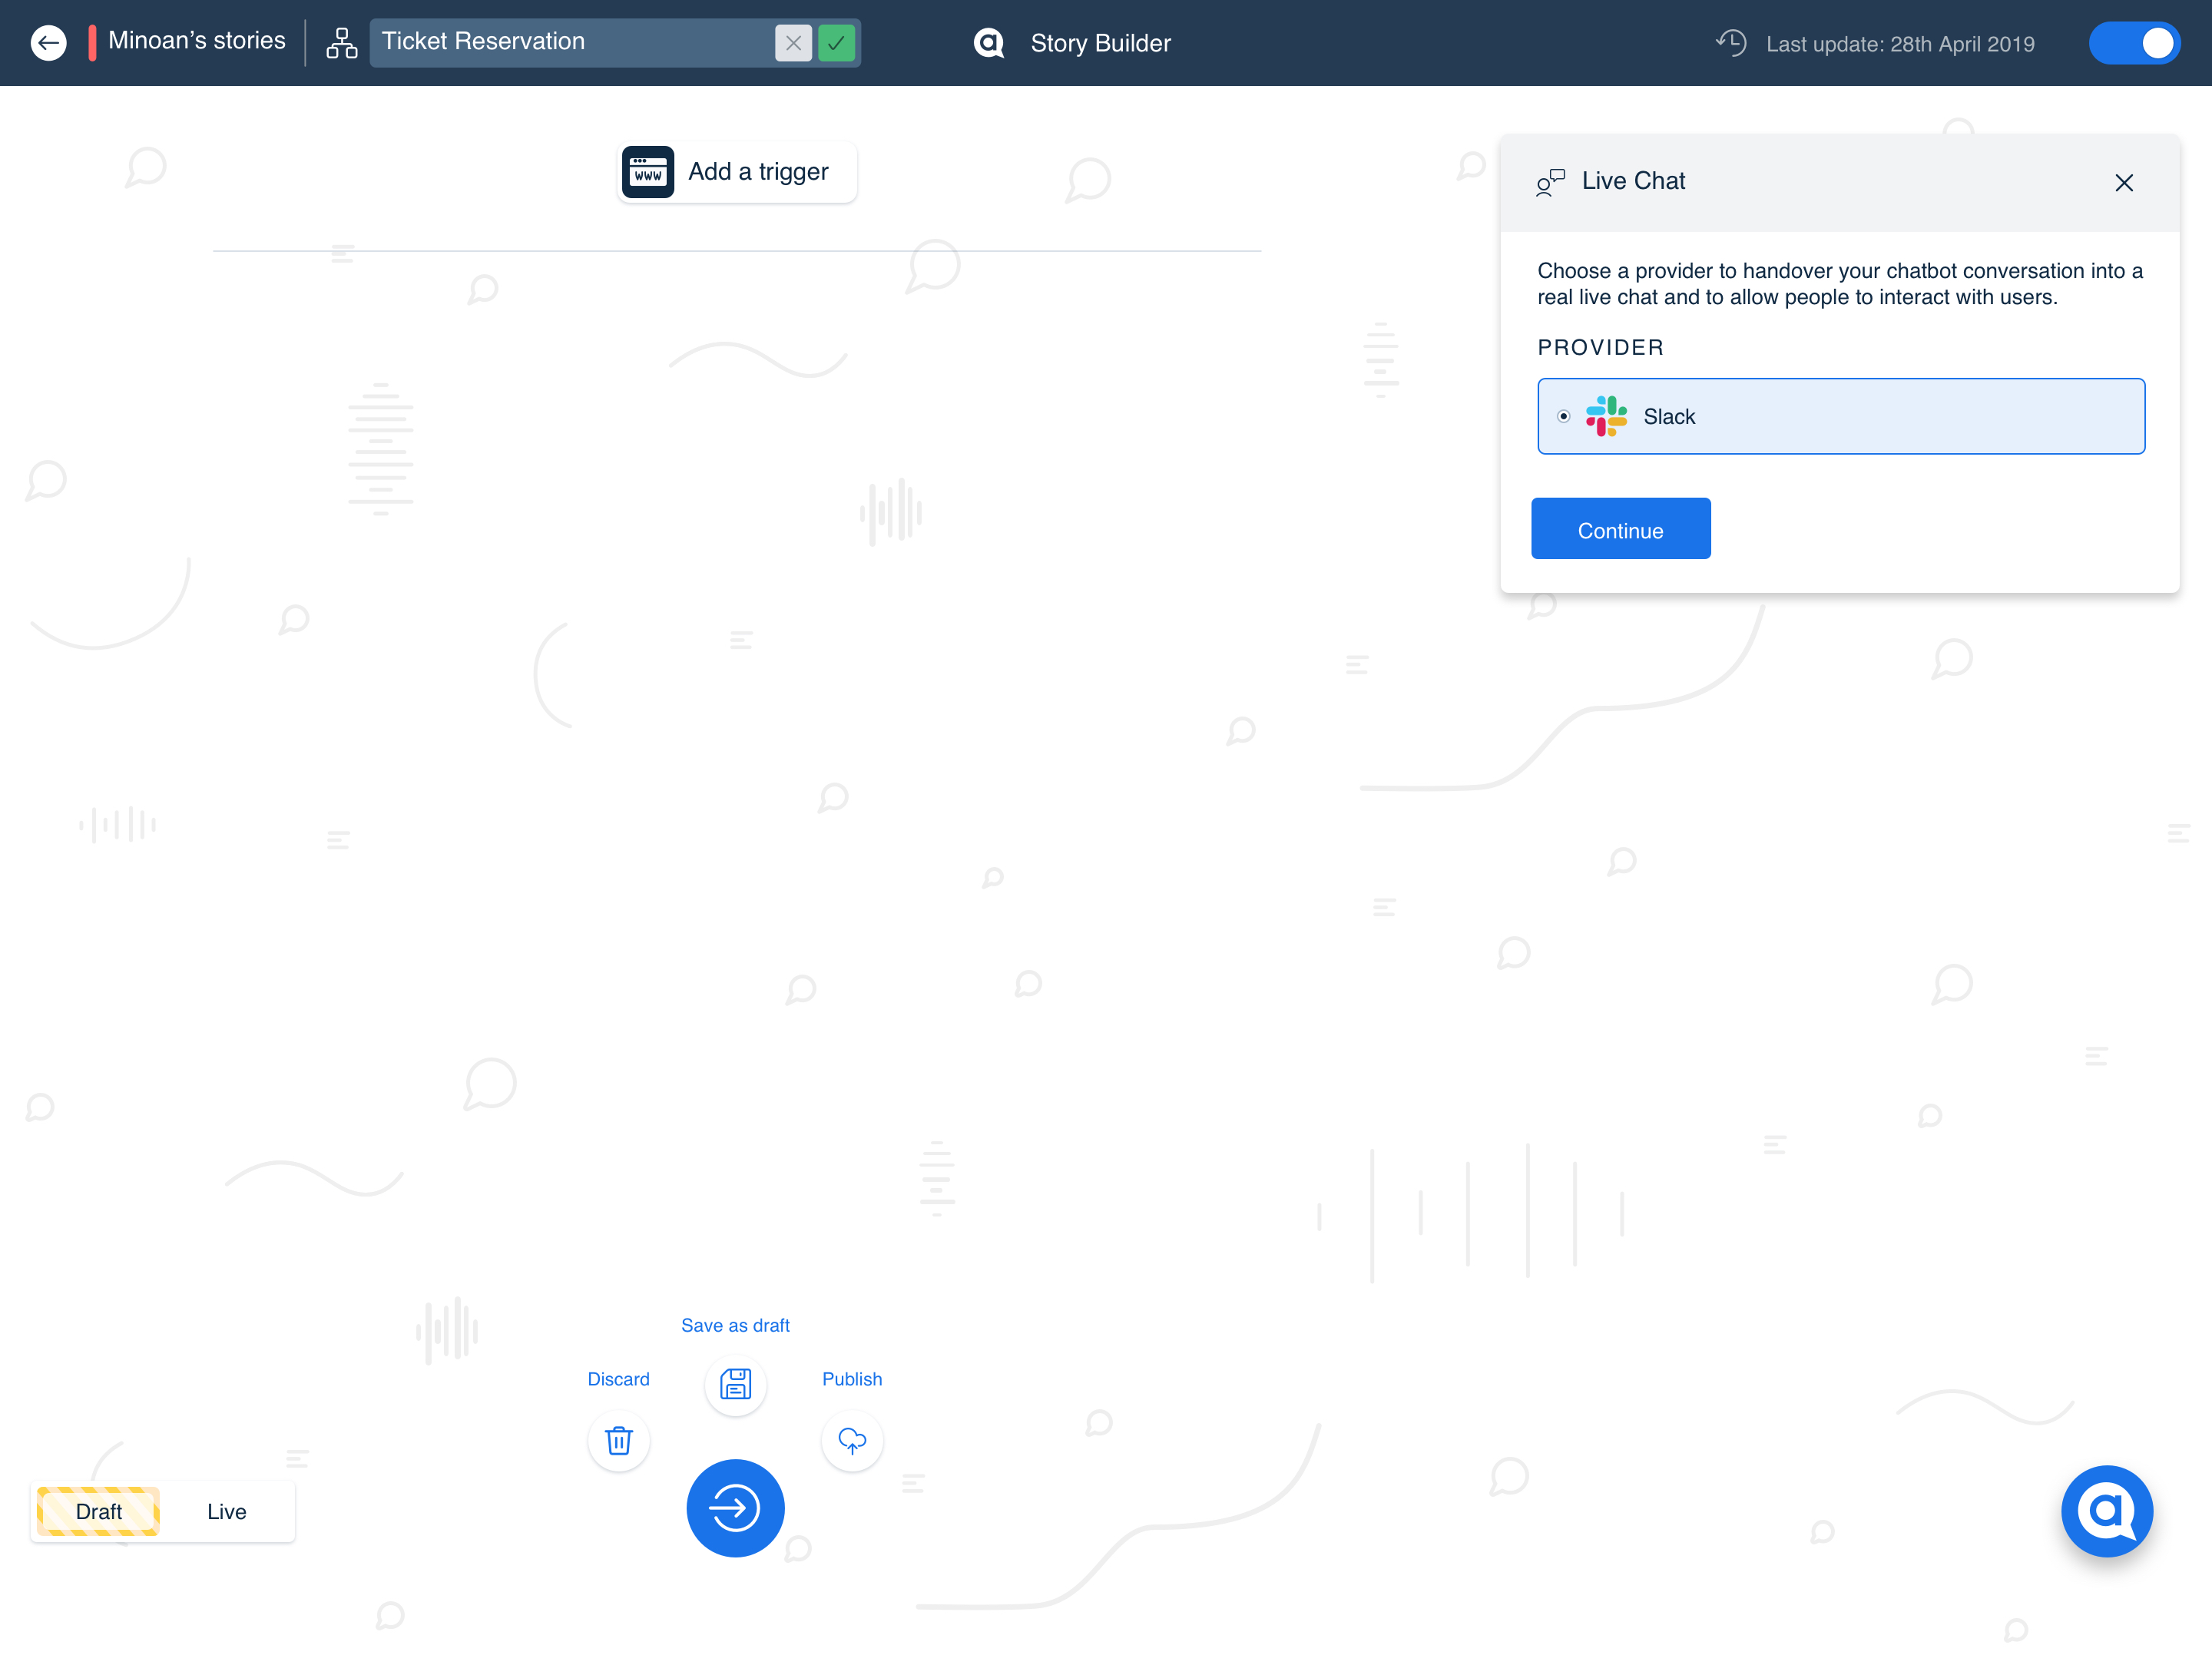 Minoan’s stories
Ticket Reservation
Story Builder
Last update: 28th April 2019
www
Add a trigger
Live Chat
Choose a provider to handover your chatbot conversation into a
real live chat and to allow people to interact with users.
PROVIDER
Slack
Continue
Save as draft
Discard
Publish
Draft
Live